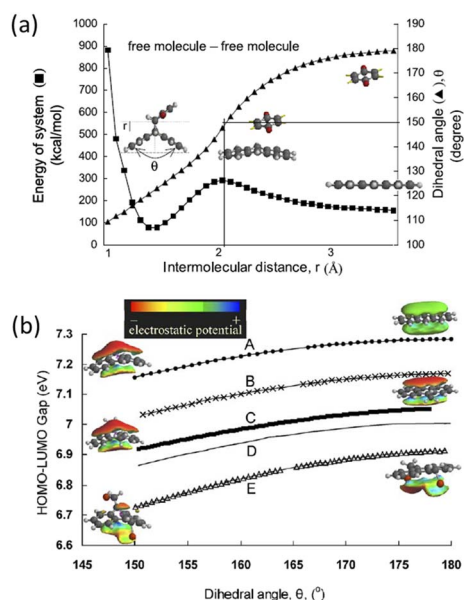 (a)
Energy of system (■)
(kcal/mol)
1000
900
800
700
600
500
400
300
200
100
0
free molecule – free molecule
r
θ
180
170
160
150
140
130
120
110
100
Dihedral angle (▲), θ
(degree)
1
2
3
Intermolecular distance, r (Å)
(b)
– +
electrostatic potential
HOMO-LUMO Gap (eV)
7.3
7.2
7.1
7
6.9
6.8
6.7
6.6
A
B
C
D
E
145
150
155
160
165
170
175
180
Dihedral angle, θ, (°)